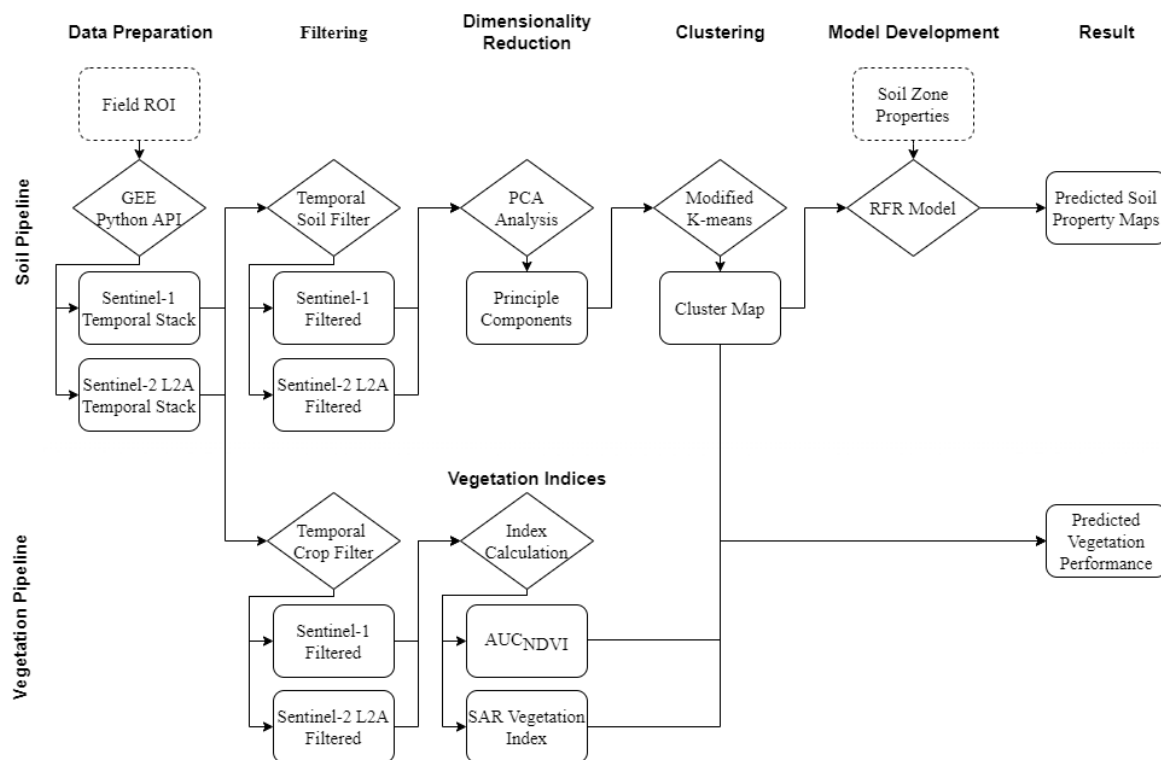 Data Preparation
Filtering
Dimensionality
Reduction
Clustering
Model Development
Result
Soil Pipeline
Field ROI
GEE
Python API
Sentinel-1
Temporal Stack
Sentinel-2 L2A
Temporal Stack
Temporal
Soil Filter
Sentinel-1
Filtered
Sentinel-2 L2A
Filtered
PCA
Analysis
Principle
Components
Modified
K-means
Cluster Map
Soil Zone
Properties
RFR Model
Predicted Soil
Property Maps
Vegetation Pipeline
Temporal
Crop Filter
Sentinel-1
Filtered
Sentinel-2 L2A
Filtered
Vegetation Indices
Index
Calculation
AUCNDVI
SAR Vegetation
Index
Predicted
Vegetation
Performance